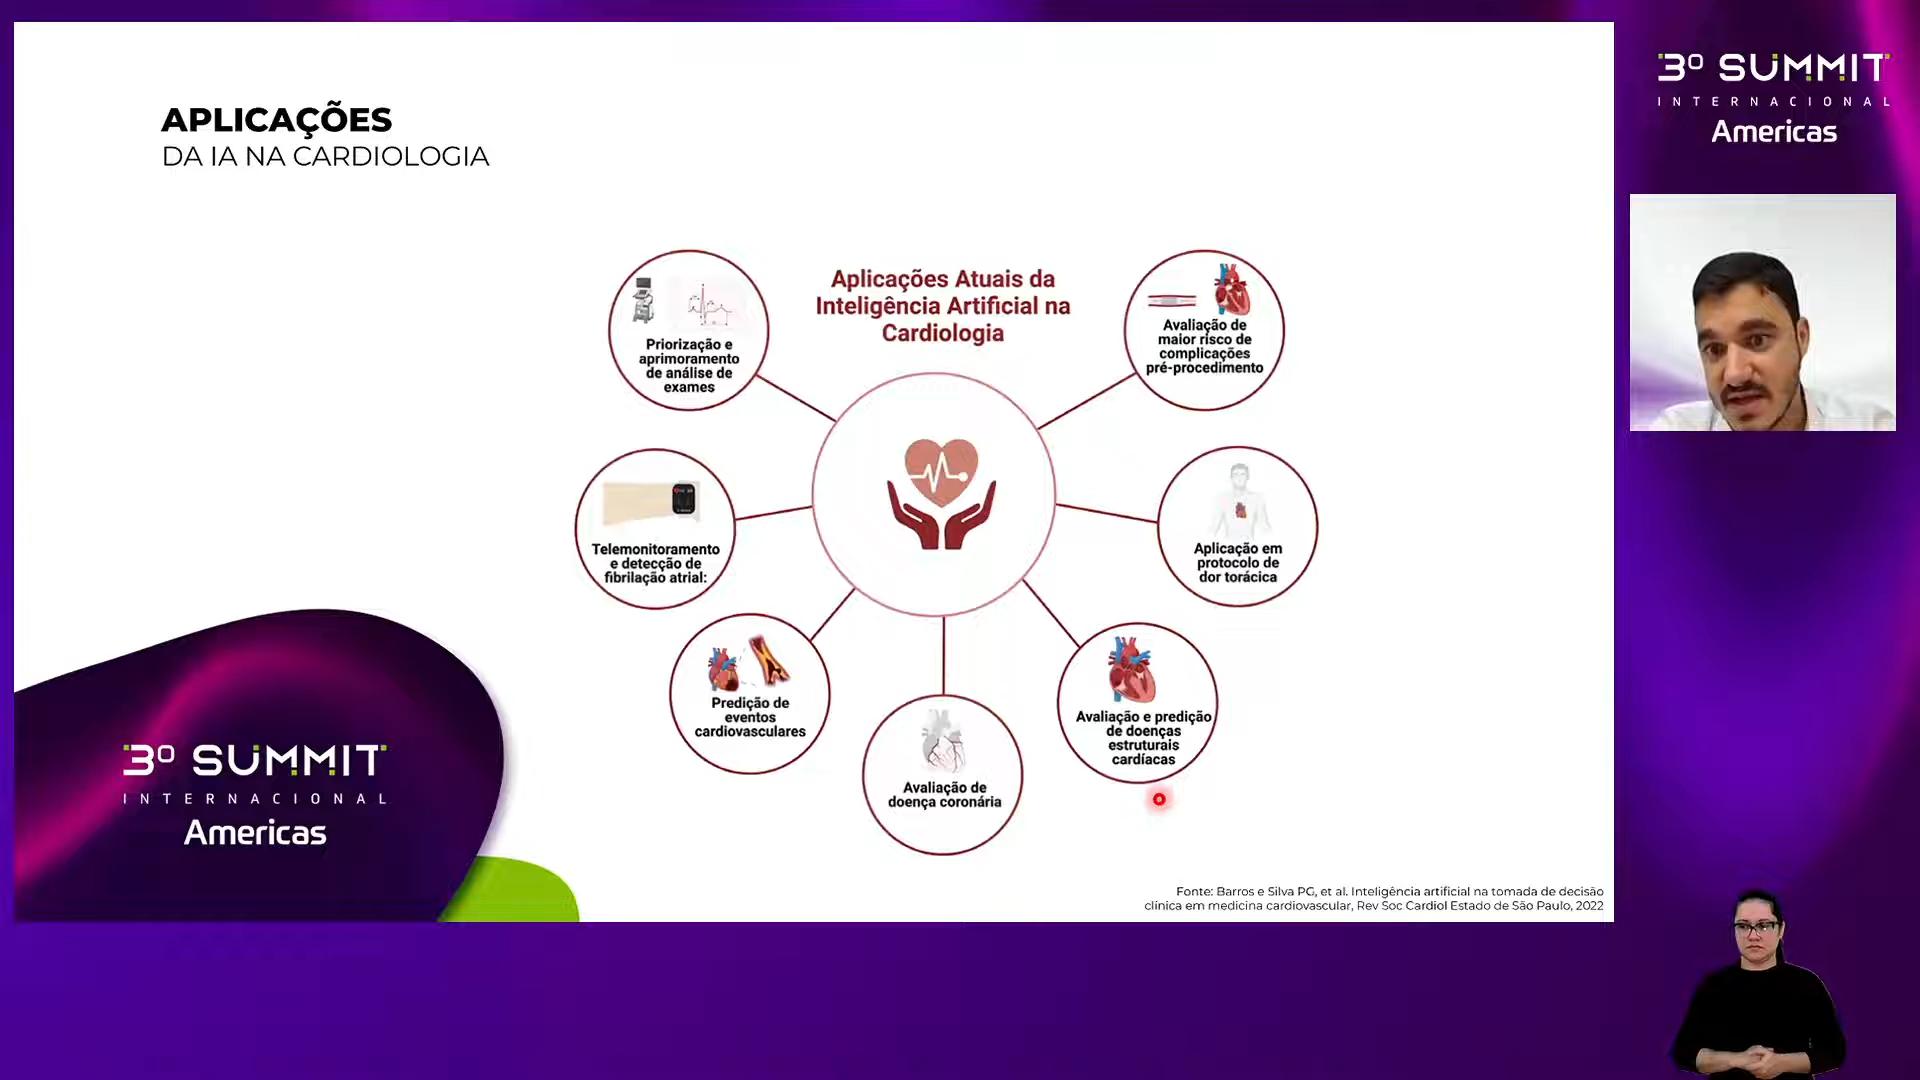 APLICAÇÕES
DA IA NA CARDIOLOGIA
Aplicações Atuais da
Inteligência Artificial na
Cardiologia
Priorização e
aprimoramento
de análise de
exames
Avaliação de
maior risco de
complicações
pré-procedimento
Telemonitoramento
e detecção de
fibrilação atrial:
Aplicação em
protocolo de
dor torácica
Predição de
eventos
cardiovasculares
Avaliação de
doença coronária
Avaliação e predição
de doenças
estruturais
cardíacas
3º SUMMIT
INTERNACIONAL
Americas
Fonte: Barros e Silva PG, et al. Inteligência artificial na tomada de decisão
clínica em medicina cardiovascular, Rev Soc Cardiol Estado de São Paulo, 2022
3º SUMMIT
INTERNACIONAL
Americas